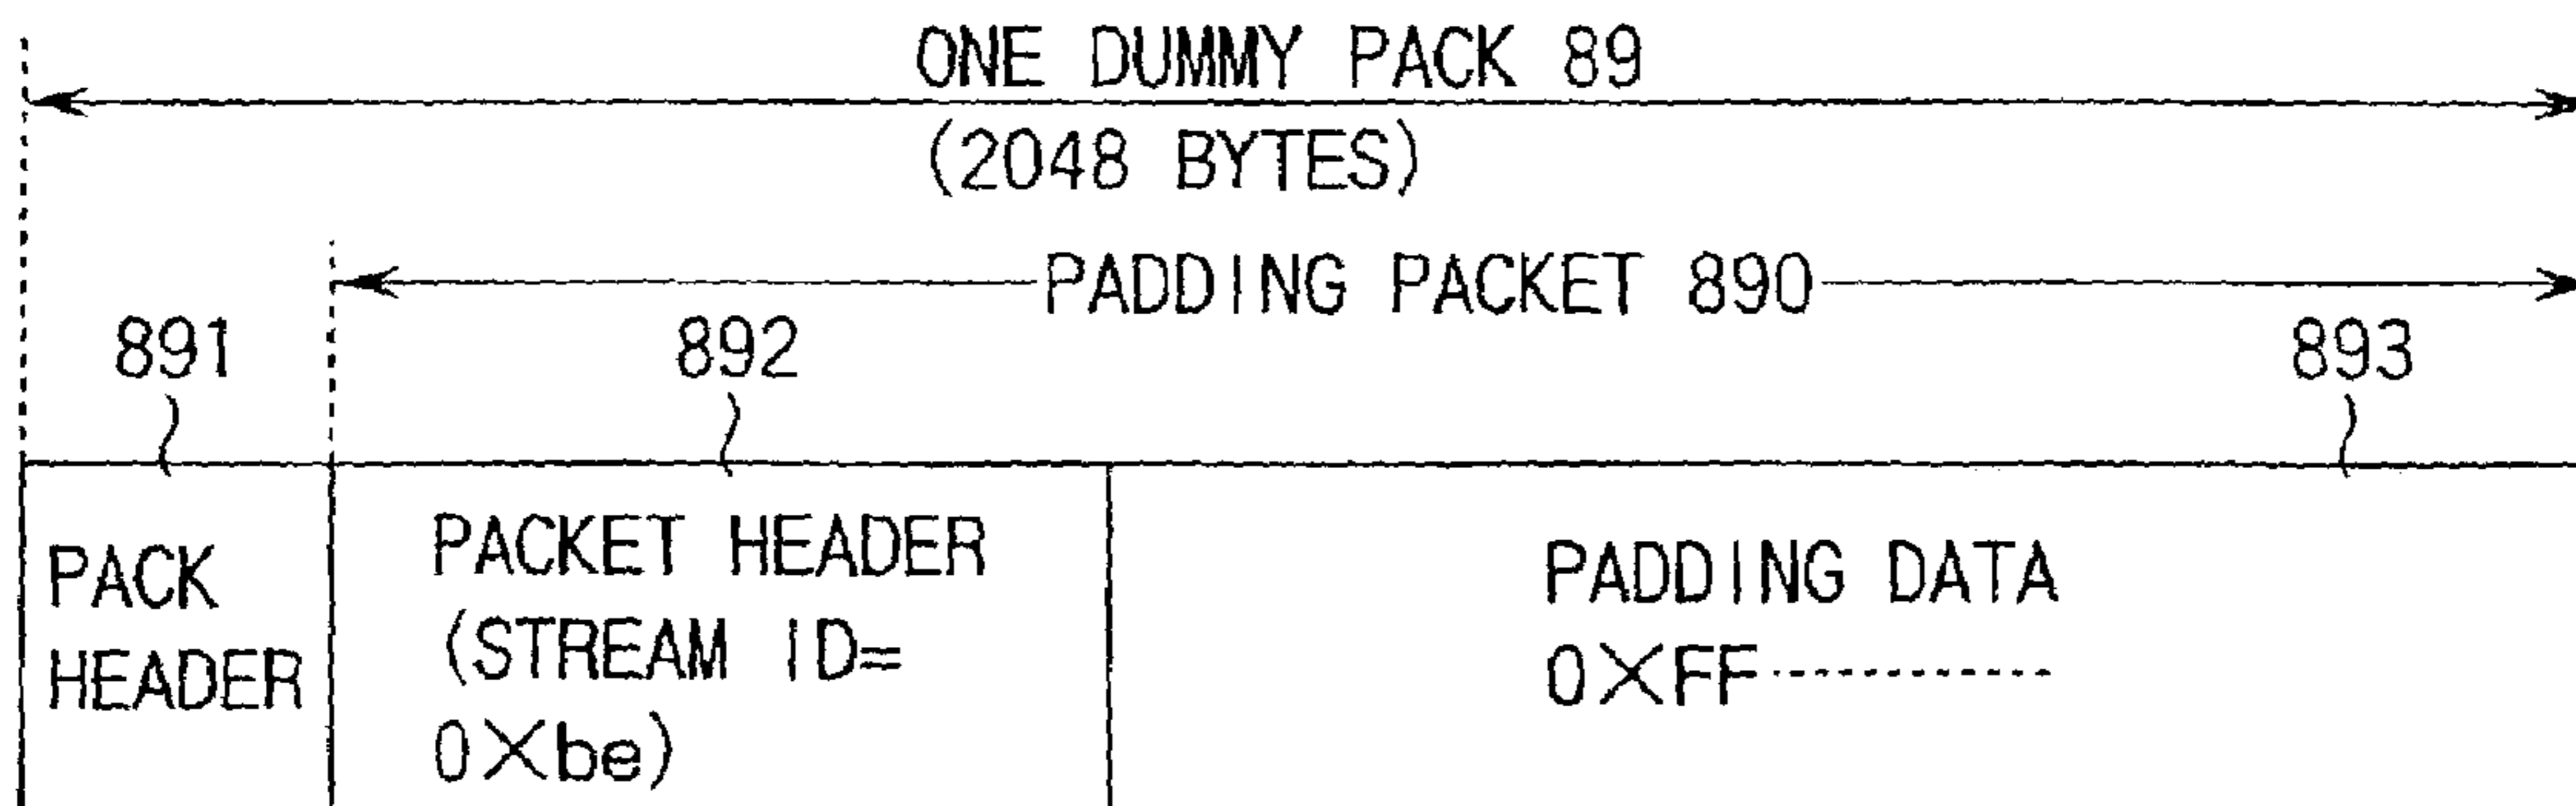 ONE DUMMY PACK 89
(2048 BYTES)
PADDING PACKET 890
891
892
893
PACK
HEADER
PACKET HEADER
(STREAM ID=
0×be)
PADDING DATA
0×FF----------